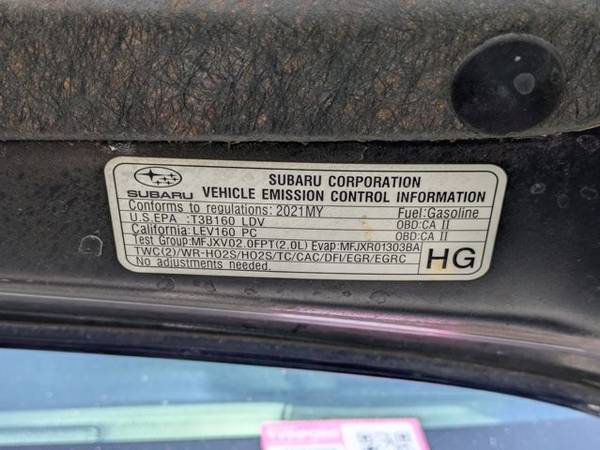 SUBARU
SUBARU CORPORATION
VEHICLE EMISSION CONTROL INFORMATION
Conforms to regulations: 2021MY Fuel:Gasoline
U.S.EPA :T3B160 LDV OBD:CA II
California:LEV160 PC OBD:CA II
Test Group:MFJXV02.0FPT(2.0L) Evap:MFJXR01303BA
TWC(2)/WR-HO2S/HO2S/TC/CAC/DFI/EGR/EGRC
No adjustments needed.
HG